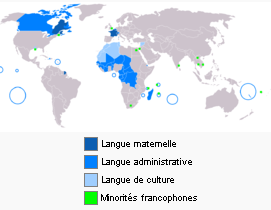 Langue maternelle
Langue administrative
Langue de culture
Minorités francophones